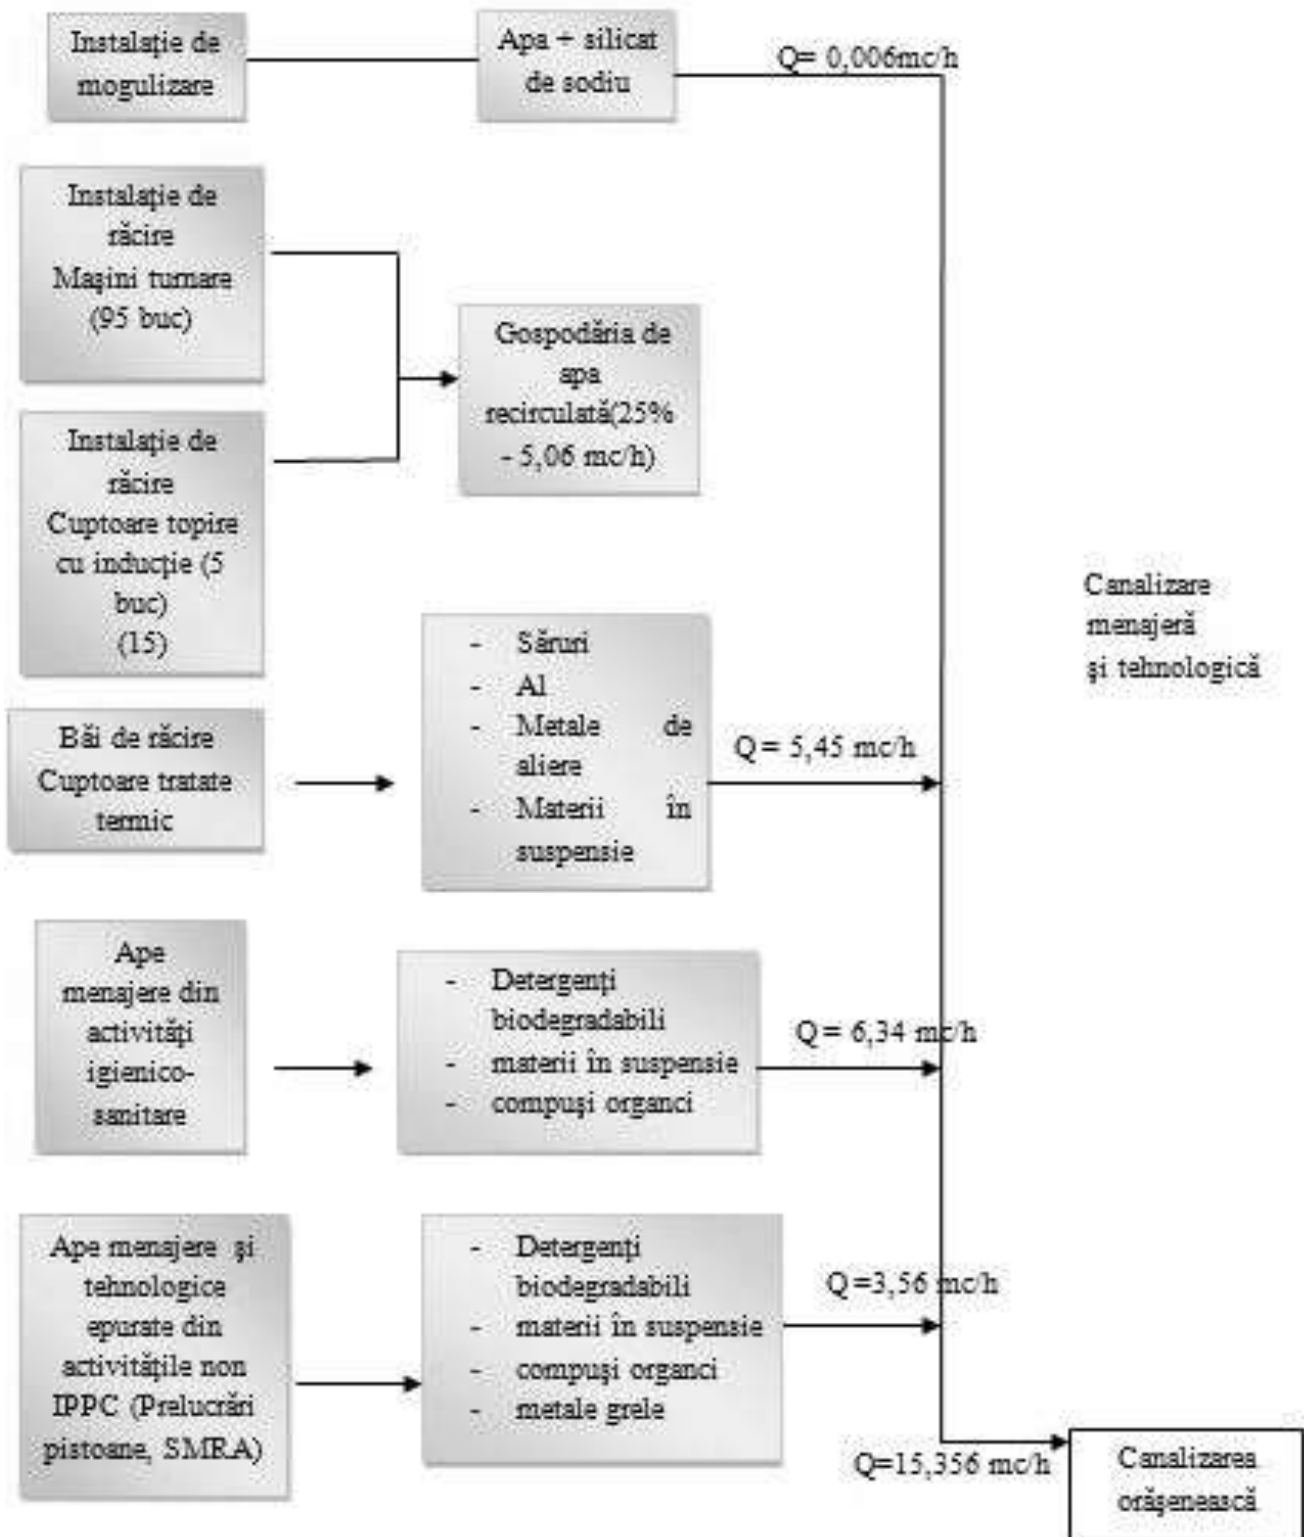 Instalaţie de
mogulizare
Apa + silicat
de sodiu
Q= 0,006mc/h
Instalaţie de
răcire
Maşini turnare
(95 buc)
Gospodăria de
apa
recirculată(25%
- 5,06 mc/h)
Instalaţie de
răcire
Cuptoare topire
cu inducţie (5
buc)
(15)
Canalizare
menajeră
şi tehnologică
Băi de răcire
Cuptoare tratate
termic
- Săruri
- Al
- Metale de
aliere
- Materii în
suspensie
Q = 5,45 mc/h
Ape
menajere din
activităţi
igienico-
sanitare
- Detergenţi
biodegradabili
- materii în suspensie
- compuşi organci
Q = 6,34 mc/h
Ape menajere şi
tehnologice
epurate din
activităţile non
IPPC (Prelucrări
pistoane, SMRA)
- Detergenţi
biodegradabili
- materii în suspensie
- compuşi organci
- metale grele
Q =3,56 mc/h
Q=15,356 mc/h
Canalizarea
orăşenească